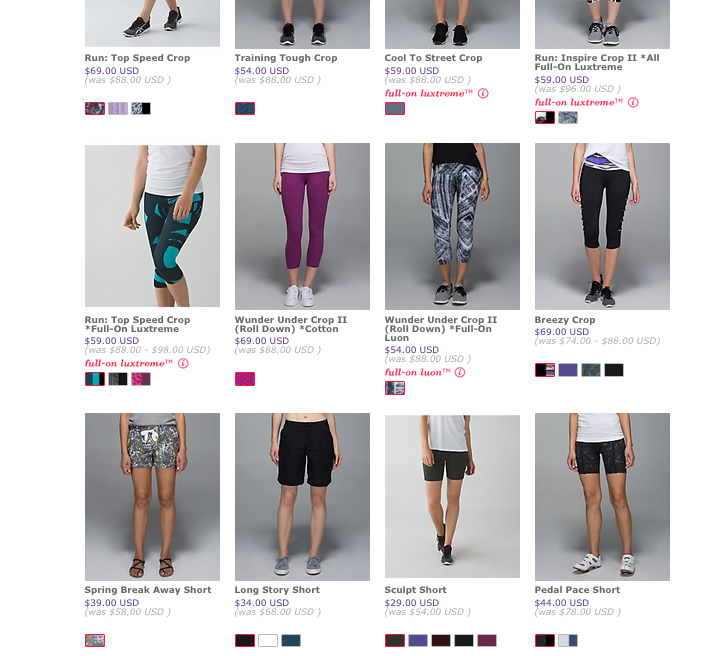 Run: Top Speed Crop
$69.00 USD
(was $88.00 USD )
Training Tough Crop
$54.00 USD
(was $88.00 USD )
Cool To Street Crop
$59.00 USD
(was $88.00 USD )
full-on luxtreme™ i
Run: Inspire Crop II *All
Full-On Luxtreme
$59.00 USD
(was $96.00 USD )
full-on luxtreme™ i
Run: Top Speed Crop
*Full-On Luxtreme
$59.00 USD
(was $88.00 - $98.00 USD)
full-on luxtreme™ i
Wunder Under Crop II
(Roll Down) *Cotton
$69.00 USD
(was $88.00 USD )
Wunder Under Crop II
(Roll Down) *Full-On
Luon
$54.00 USD
(was $88.00 USD )
full-on luon™ i
Breezy Crop
$69.00 USD
(was $74.00 - $88.00 USD)
Spring Break Away Short
$39.00 USD
(was $58.00 USD )
Long Story Short
$34.00 USD
(was $68.00 USD )
Sculpt Short
$29.00 USD
(was $54.00 USD )
Pedal Pace Short
$44.00 USD
(was $78.00 USD )